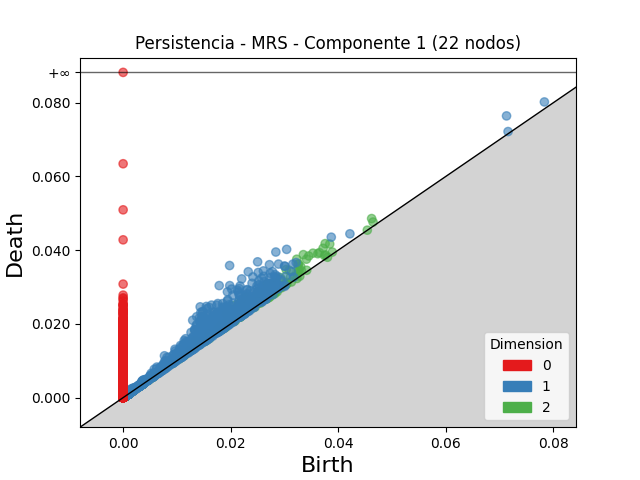 Persistencia - MRS - Componente 1 (22 nodos)
+∞
0.080
0.060
0.040
0.020
0.000
Death
0.00 0.02 0.04 0.06 0.08
Birth
Dimension
0
1
2